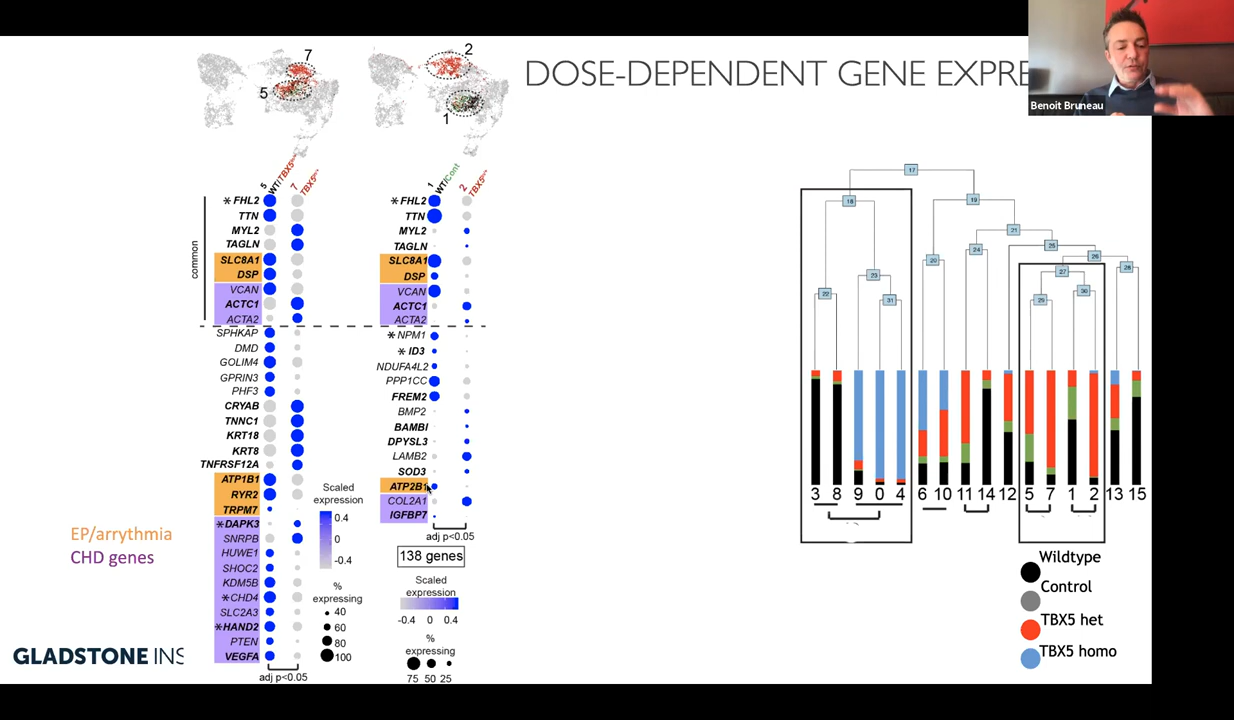 DOSE-DEPENDENT GENE EXPRE
Benoit Bruneau
7
5
2
1
5 WT/TBX5
7 TBX5
1 WT/Cont
2 TBX5
common
* FHL2
TTN
MYL2
TAGLN
SLC8A1
DSP
VCAN
ACTC1
ACTA2
SPHKAP
DMD
GOLIM4
GPRIN3
PHF3
CRYAB
TNNC1
KRT18
KRT8
TNFRSF12A
ATP1B1
RYR2
TRPM7
*DAPK3
SNRPB
HUWE1
SHOC2
KDM5B
*CHD4
SLC2A3
*HAND2
PTEN
VEGFA
adj p<0.05
Scaled
expression
0.4
0
-0.4
%
expressing
40
60
80
100
* FHL2
TTN
MYL2
TAGLN
SLC8A1
DSP
VCAN
ACTC1
ACTA2
* NPM1
* ID3
NDUFA4L2
PPP1CC
FREM2
BMP2
BAMBI
DPYSL3
LAMB2
SOD3
ATP2B1
COL2A1
IGFBP7
adj p<0.05
138 genes
Scaled
expression
-0.4 0 0.4
%
expressing
75 50 25
EP/arrythmia
CHD genes
GLADSTONE INS
17
18
19
21
25
24
26
20
28
27
23
22
31
29
30
3 8 9 0 4 6 10 11 14 12 5 7 1 2 13 15
Wildtype
Control
TBX5 het
TBX5 homo